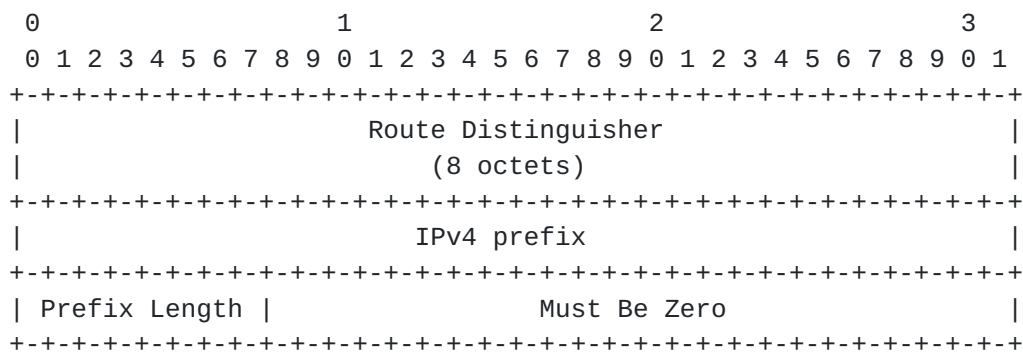 0                   1                   2                   3
 0 1 2 3 4 5 6 7 8 9 0 1 2 3 4 5 6 7 8 9 0 1 2 3 4 5 6 7 8 9 0 1
+-+-+-+-+-+-+-+-+-+-+-+-+-+-+-+-+-+-+-+-+-+-+-+-+-+-+-+-+-+-+-+-+
|                      Route Distinguisher                      |
|                          (8 octets)                           |
+-+-+-+-+-+-+-+-+-+-+-+-+-+-+-+-+-+-+-+-+-+-+-+-+-+-+-+-+-+-+-+-+
|                         IPv4 prefix                           |
+-+-+-+-+-+-+-+-+-+-+-+-+-+-+-+-+-+-+-+-+-+-+-+-+-+-+-+-+-+-+-+-+
| Prefix Length |                 Must Be Zero                  |
+-+-+-+-+-+-+-+-+-+-+-+-+-+-+-+-+-+-+-+-+-+-+-+-+-+-+-+-+-+-+-+-+